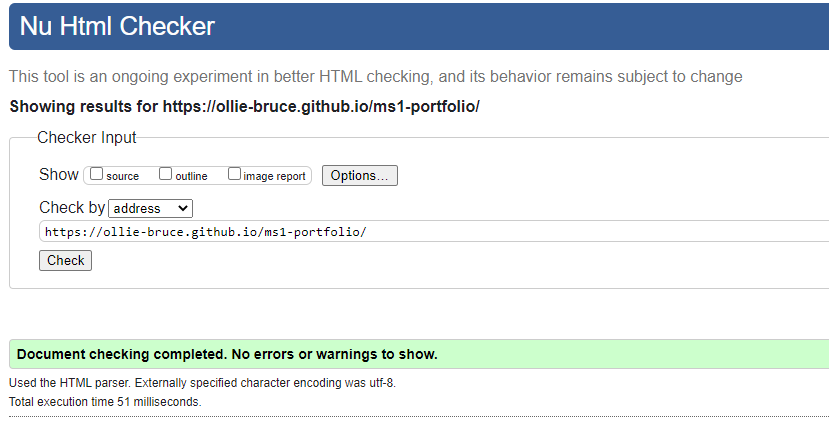 Nu Html Checker
This tool is an ongoing experiment in better HTML checking, and its behavior remains subject to change
Showing results for https://ollie-bruce.github.io/ms1-portfolio/
Checker Input
Show source outline image report Options...
Check by address
https://ollie-bruce.github.io/ms1-portfolio/
Check
Document checking completed. No errors or warnings to show.
Used the HTML parser. Externally specified character encoding was utf-8.
Total execution time 51 milliseconds.